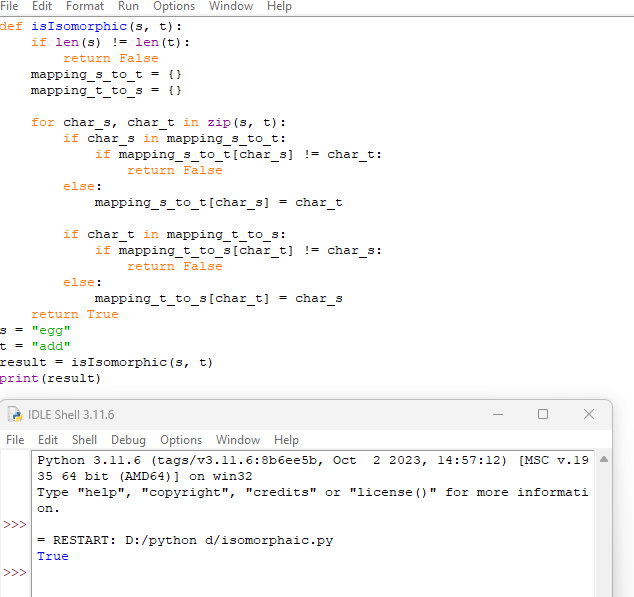 File Edit Format Run Options Window Help
def isIsomorphic(s, t):
    if len(s) != len(t):
        return False
    mapping_s_to_t = {}
    mapping_t_to_s = {}

    for char_s, char_t in zip(s, t):
        if char_s in mapping_s_to_t:
            if mapping_s_to_t[char_s] != char_t:
                return False
        else:
            mapping_s_to_t[char_s] = char_t

        if char_t in mapping_t_to_s:
            if mapping_t_to_s[char_t] != char_s:
                return False
        else:
            mapping_t_to_s[char_t] = char_s
    return True
s = "egg"
t = "add"
result = isIsomorphic(s, t)
print(result)
IDLE Shell 3.11.6
File Edit Shell Debug Options Window Help
Python 3.11.6 (tags/v3.11.6:8b6ee5b, Oct  2 2023, 14:57:12) [MSC v.19
35 64 bit (AMD64)] on win32
Type "help", "copyright", "credits" or "license()" for more informati
on.
>>>
= RESTART: D:/python d/isomorphaic.py
True
>>>